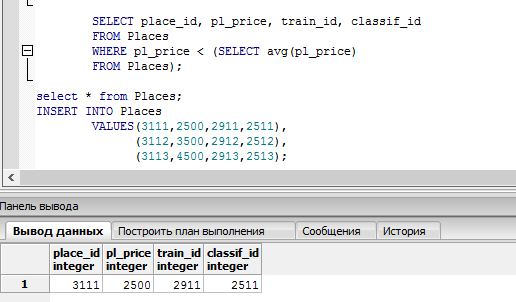 SELECT place_id, pl_price, train_id, classif_id
FROM Places
WHERE pl_price < (SELECT avg(pl_price)
FROM Places);
select * from Places;
INSERT INTO Places
VALUES(3111,2500,2911,2511),
(3112,3500,2912,2512),
(3113,4500,2913,2513);
Панель вывода
Вывод данных Построить план выполнения Сообщения История
place_id pl_price train_id classif_id
integer integer integer integer
1 3111 2500 2911 2511